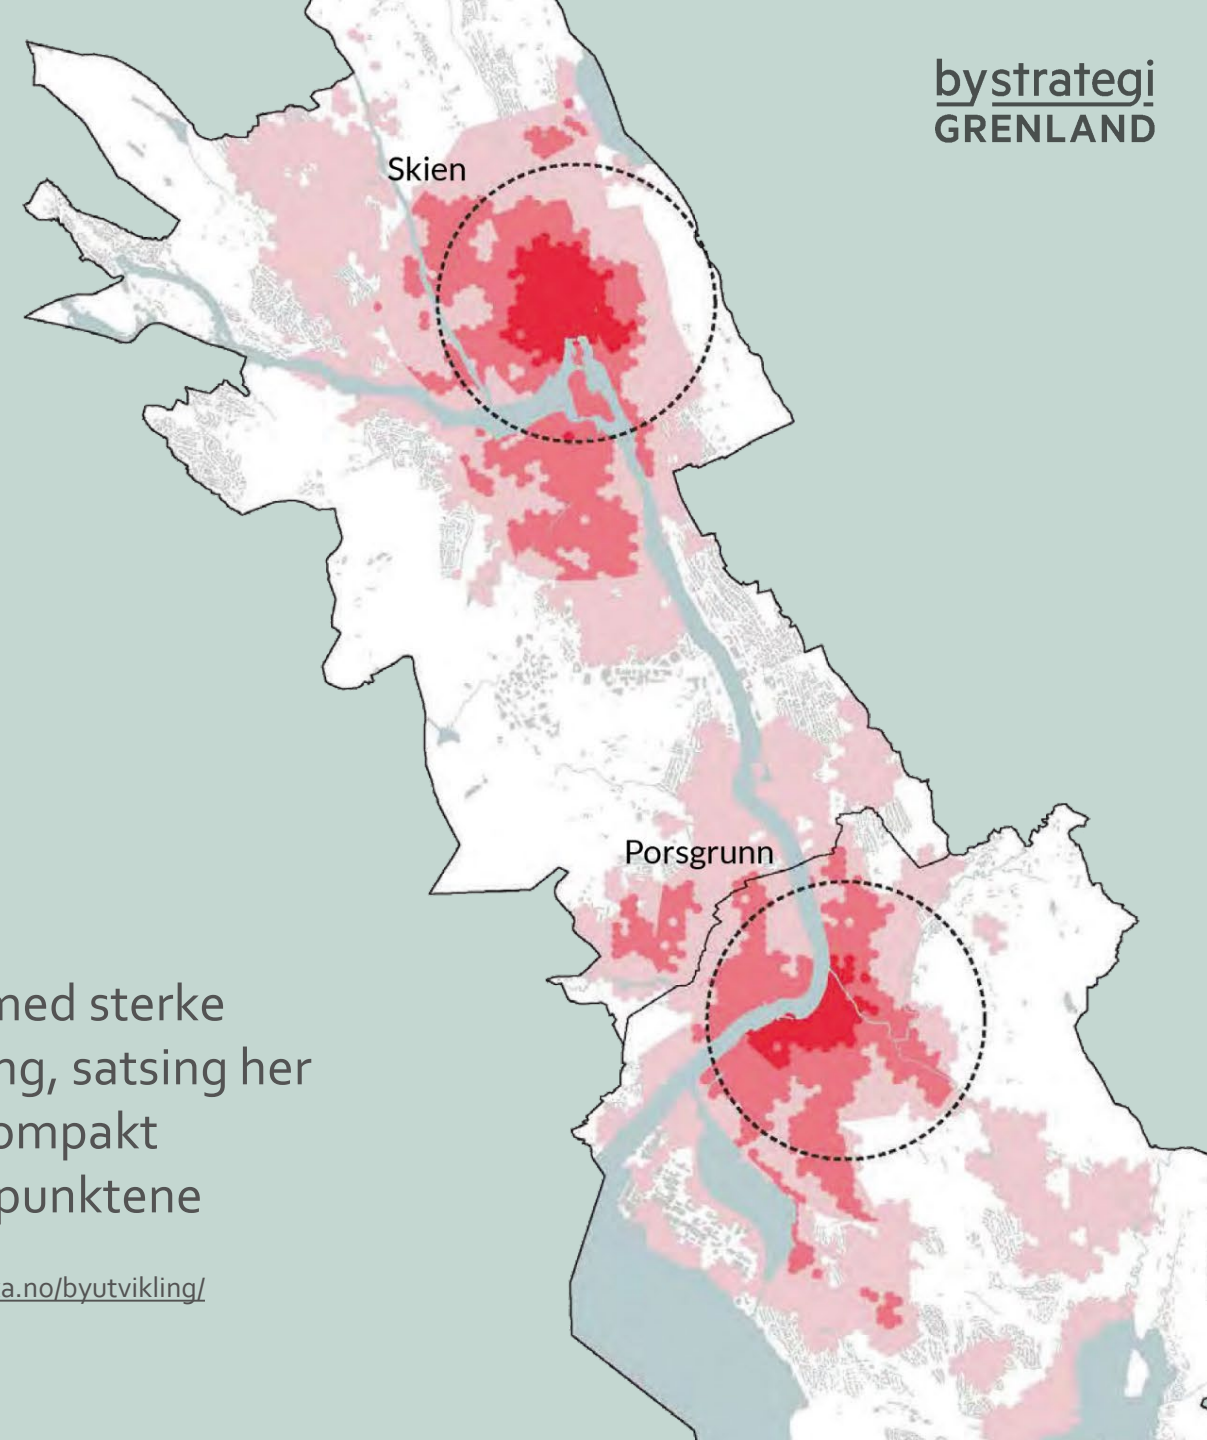 bystrategi
GRENLAND
Skien
Porsgrunn
med sterke
ng, satsing her
ompakt
punktene
a.no/byutvikling/